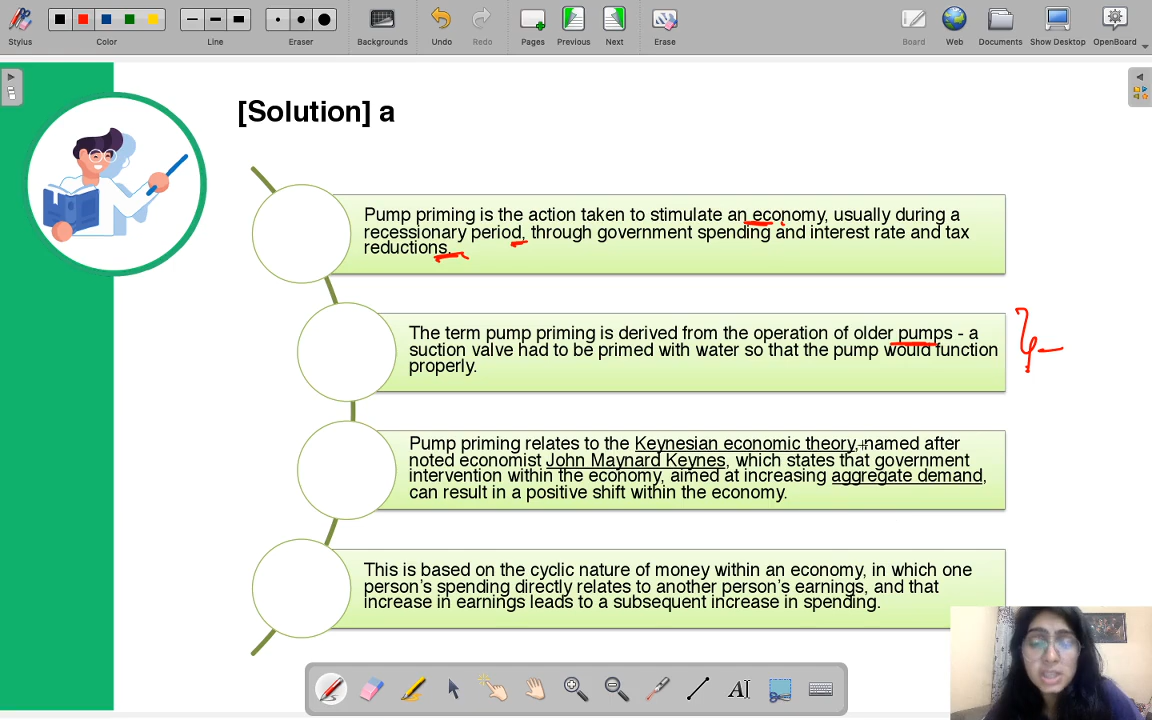 Stylus
Color
Line
Eraser
Backgrounds
Undo
Redo
Pages
Previous
Next
Erase
Board
Web
Documents
Show Desktop
OpenBoard
[Solution] a
Pump priming is the action taken to stimulate an economy, usually during a
recessionary period, through government spending and interest rate and tax
reductions.
The term pump priming is derived from the operation of older pumps - a
suction valve had to be primed with water so that the pump would function
properly.
Pump priming relates to the Keynesian economic theory, named after
noted economist John Maynard Keynes, which states that government
intervention within the economy, aimed at increasing aggregate demand,
can result in a positive shift within the economy.
This is based on the cyclic nature of money within an economy, in which one
person's spending directly relates to another person's earnings, and that
increase in earnings leads to a subsequent increase in spending.